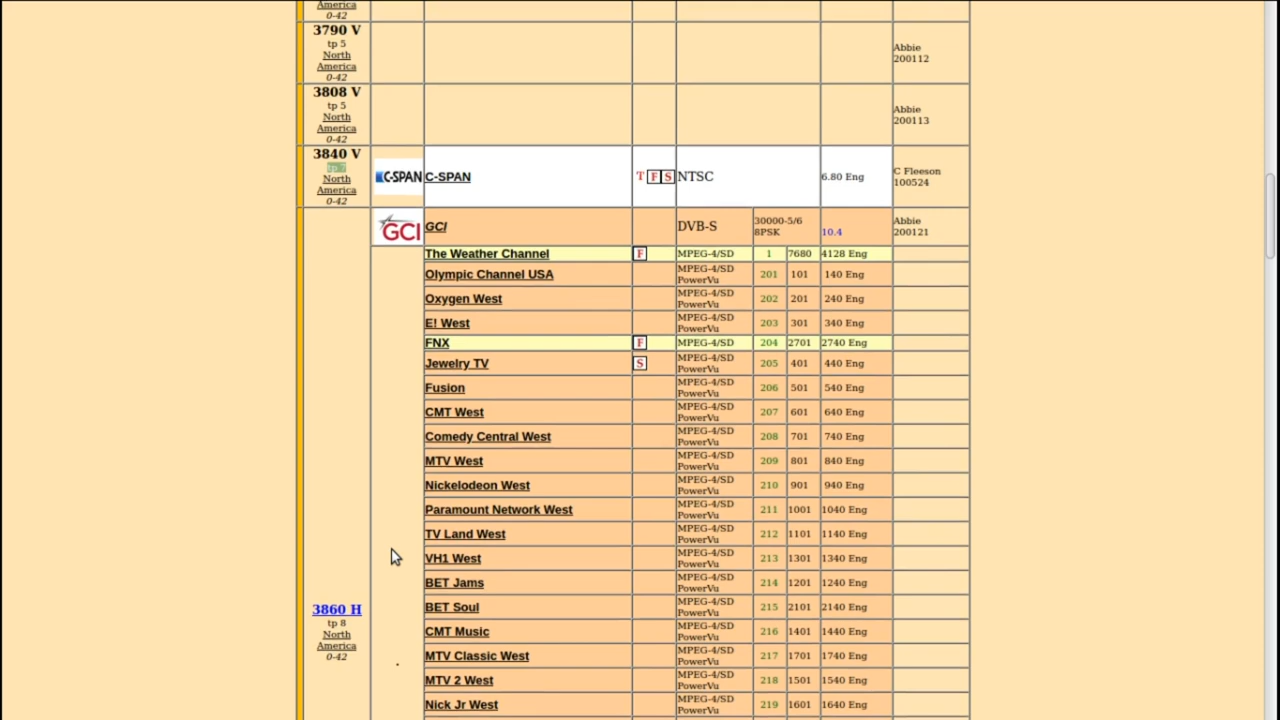 America
0-42
3790 V
tp 5
North
America
0-42
Abbie
200112
3808 V
tp 5
North
America
0-42
Abbie
200113
3840 V
tp 7
North
America
0-42
C-SPAN
C-SPAN
T F S
NTSC
6.80 Eng
C Fleeson
100524
GCI
GCI
DVB-S
30000-5/6
8PSK
10.4
Abbie
200121
The Weather Channel F MPEG-4/SD 1 7680 4128 Eng
Olympic Channel USA MPEG-4/SD PowerVu 201 101 140 Eng
Oxygen West MPEG-4/SD PowerVu 202 201 240 Eng
E! West MPEG-4/SD PowerVu 203 301 340 Eng
FNX F MPEG-4/SD 204 2701 2740 Eng
Jewelry TV S MPEG-4/SD PowerVu 205 401 440 Eng
Fusion MPEG-4/SD PowerVu 206 501 540 Eng
CMT West MPEG-4/SD PowerVu 207 601 640 Eng
Comedy Central West MPEG-4/SD PowerVu 208 701 740 Eng
MTV West MPEG-4/SD PowerVu 209 801 840 Eng
Nickelodeon West MPEG-4/SD PowerVu 210 901 940 Eng
Paramount Network West MPEG-4/SD PowerVu 211 1001 1040 Eng
TV Land West MPEG-4/SD PowerVu 212 1101 1140 Eng
VH1 West MPEG-4/SD PowerVu 213 1301 1340 Eng
BET Jams MPEG-4/SD PowerVu 214 1201 1240 Eng
BET Soul MPEG-4/SD PowerVu 215 2101 2140 Eng
CMT Music MPEG-4/SD PowerVu 216 1401 1440 Eng
MTV Classic West MPEG-4/SD PowerVu 217 1701 1740 Eng
MTV 2 West MPEG-4/SD PowerVu 218 1501 1540 Eng
Nick Jr West MPEG-4/SD PowerVu 219 1601 1640 Eng
3860 H
tp 8
North
America
0-42